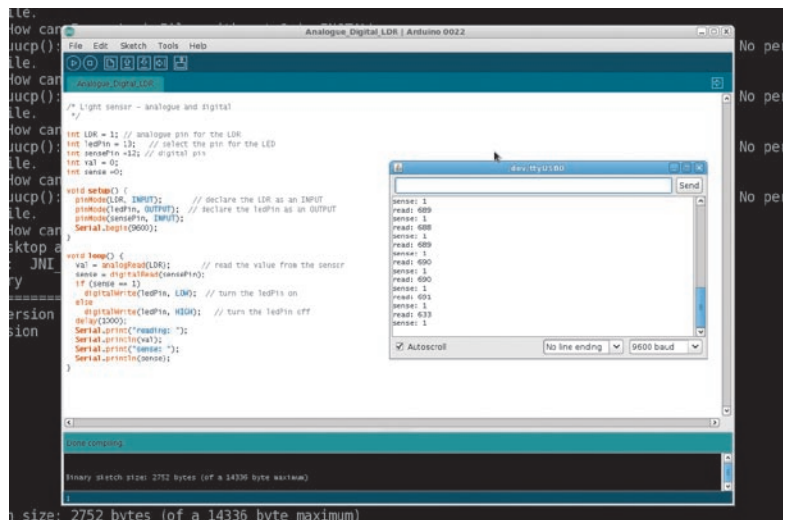 ile.
How can
uucp():
ile.
How can
uucp():
ile.
How can
uucp():
ile.
How can
uucp():
ile.
How can
sktop a
: JNI_
ry
=====
ersion
sion
No per
No per
No per
No per
Analogue_Digital_LDR | Arduino 0022
File Edit Sketch Tools Help
Analogue_Digital_LDR
/* Light sensor - analogue and digital
*/
int LDR = 1; // analogue pin for the LDR
int ledPin = 13; // select the pin for the LED
int sensePin =12; // digital pin
int val = 0;
int sense =0;
void setup() {
pinMode(LDR, INPUT); // declare the LDR as an INPUT
pinMode(ledPin, OUTPUT); // declare the ledPin as an OUTPUT
pinMode(sensePin, INPUT);
Serial.begin(9600);
}
void loop() {
val = analogRead(LDR); // read the value from the sensor
sense = digitalRead(sensePin);
if (sense == 1)
digitalWrite(ledPin, LOW); // turn the ledPin on
else
digitalWrite(ledPin, HIGH); // turn the ledPin off
delay(1000);
Serial.print("reading: ");
Serial.println(val);
Serial.print("sense: ");
Serial.println(sense);
}
dev.ttyUSB0
Send
sense: 1
read: 689
sense: 1
read: 688
sense: 1
read: 689
sense: 1
read: 690
sense: 1
read: 690
sense: 1
read: 691
sense: 1
read: 633
sense: 1
Autoscroll
No line ending
9600 baud
Done compiling.
Binary sketch size: 2752 bytes (of a 14336 byte maximum)
1
n size: 2752 bytes (of a 14336 byte maximum)